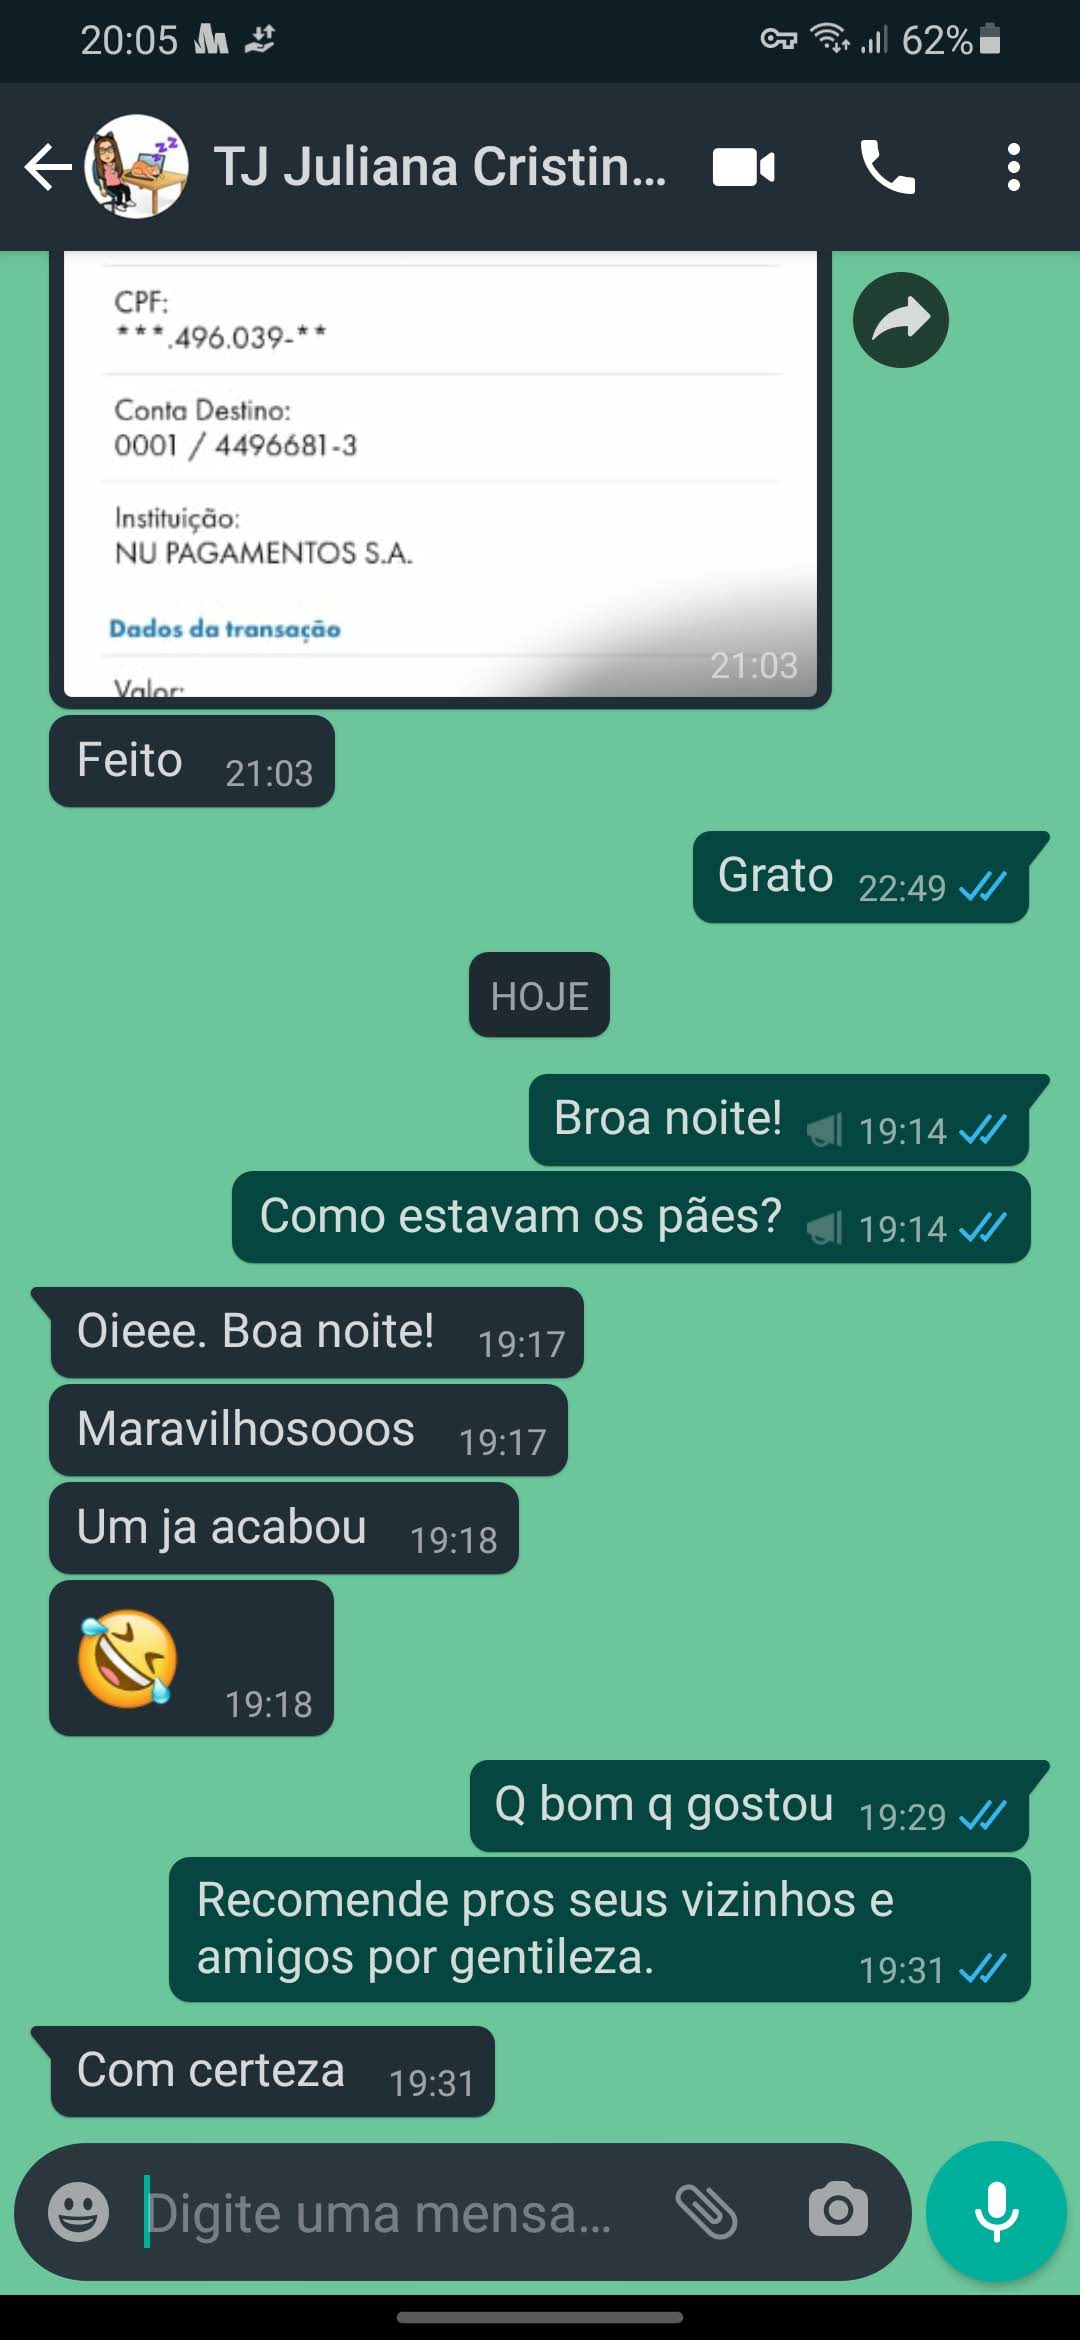 20:05
62%
TJ Juliana Cristin...
CPF:
***.496.039-**
Conta Destino:
0001 / 4496681-3
Instituição:
NU PAGAMENTOS S.A.
Dados da transação
Valor:
21:03
Feito 21:03
Grato 22:49
HOJE
Broa noite! 19:14
Como estavam os pães? 19:14
Oieee. Boa noite! 19:17
Maravilhosooos 19:17
Um ja acabou 19:18
🤣 19:18
Q bom q gostou 19:29
Recomende pros seus vizinhos e
amigos por gentileza. 19:31
Com certeza 19:31
Digite uma mensa...